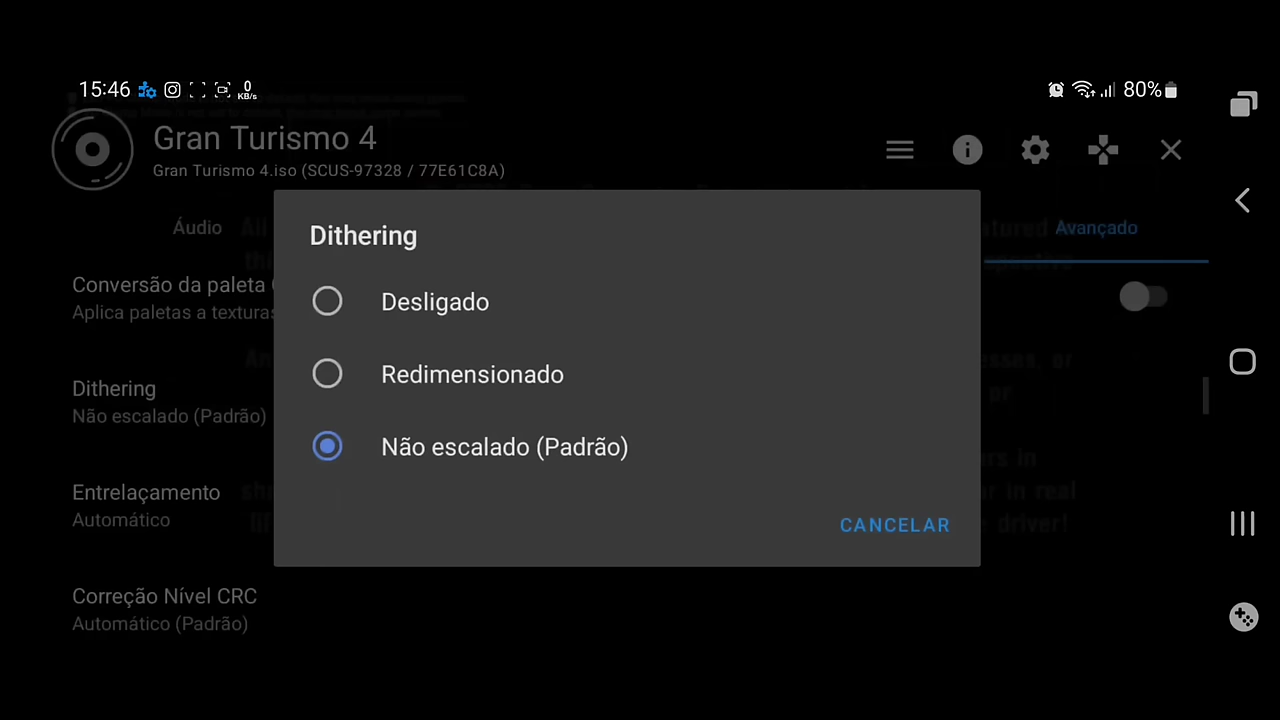 15:46 0 KB/s 80%
Gran Turismo 4
Gran Turismo 4.iso (SCUS-97328 / 77E61C8A)
Áudio Avançado
Dithering
Conversão da paleta
Aplica paletas a texturas
Desligado
Redimensionado
Dithering
Não escalado (Padrão)
Não escalado (Padrão)
Entrelaçamento
Automático
CANCELAR
Correção Nível CRC
Automático (Padrão)